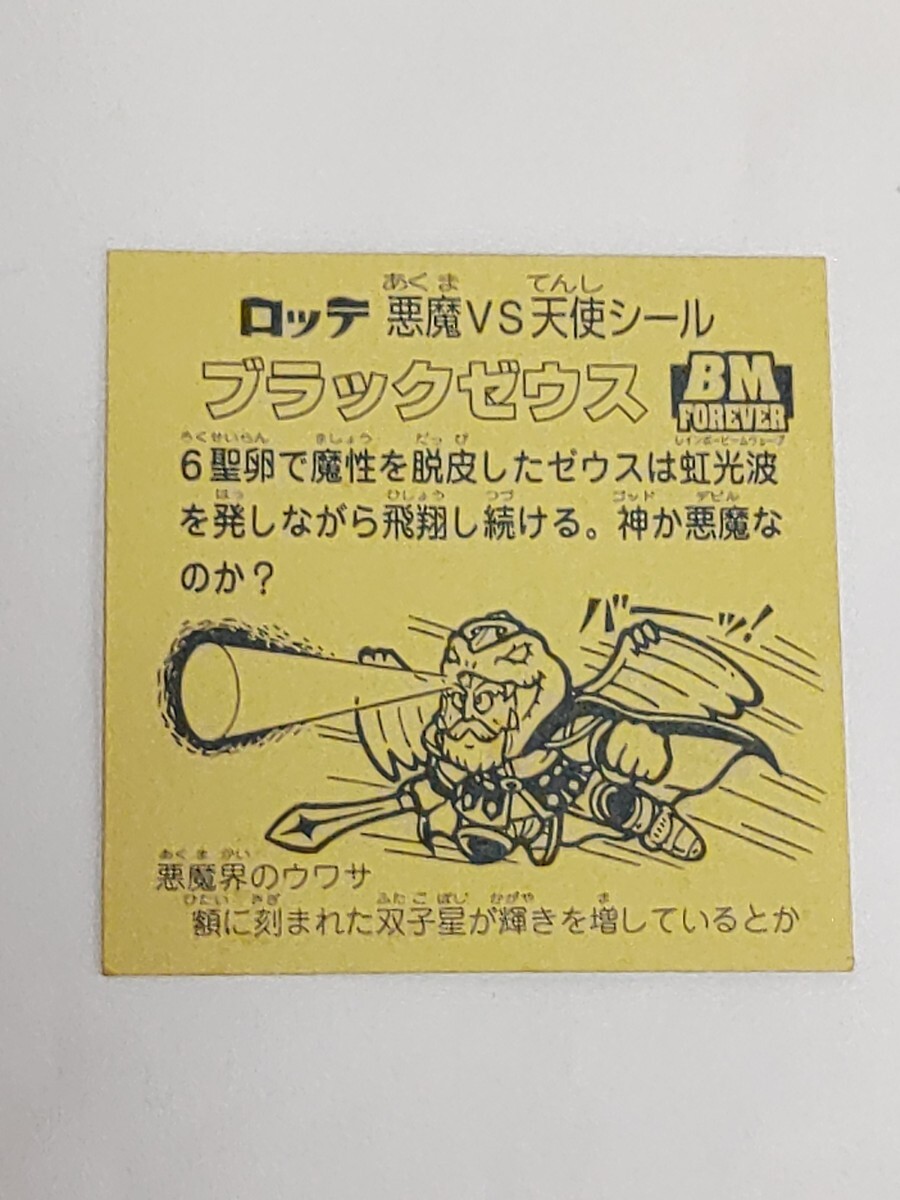 ロッテ 悪魔VS天使シール
ブラックゼウス BM FOREVER
6聖卵で魔性を脱皮したゼウスは虹光波
を発しながら飛翔し続ける。神か悪魔な
のか?
バーッ!
悪魔界のウワサ
額に刻まれた双子星が輝きを増しているとか